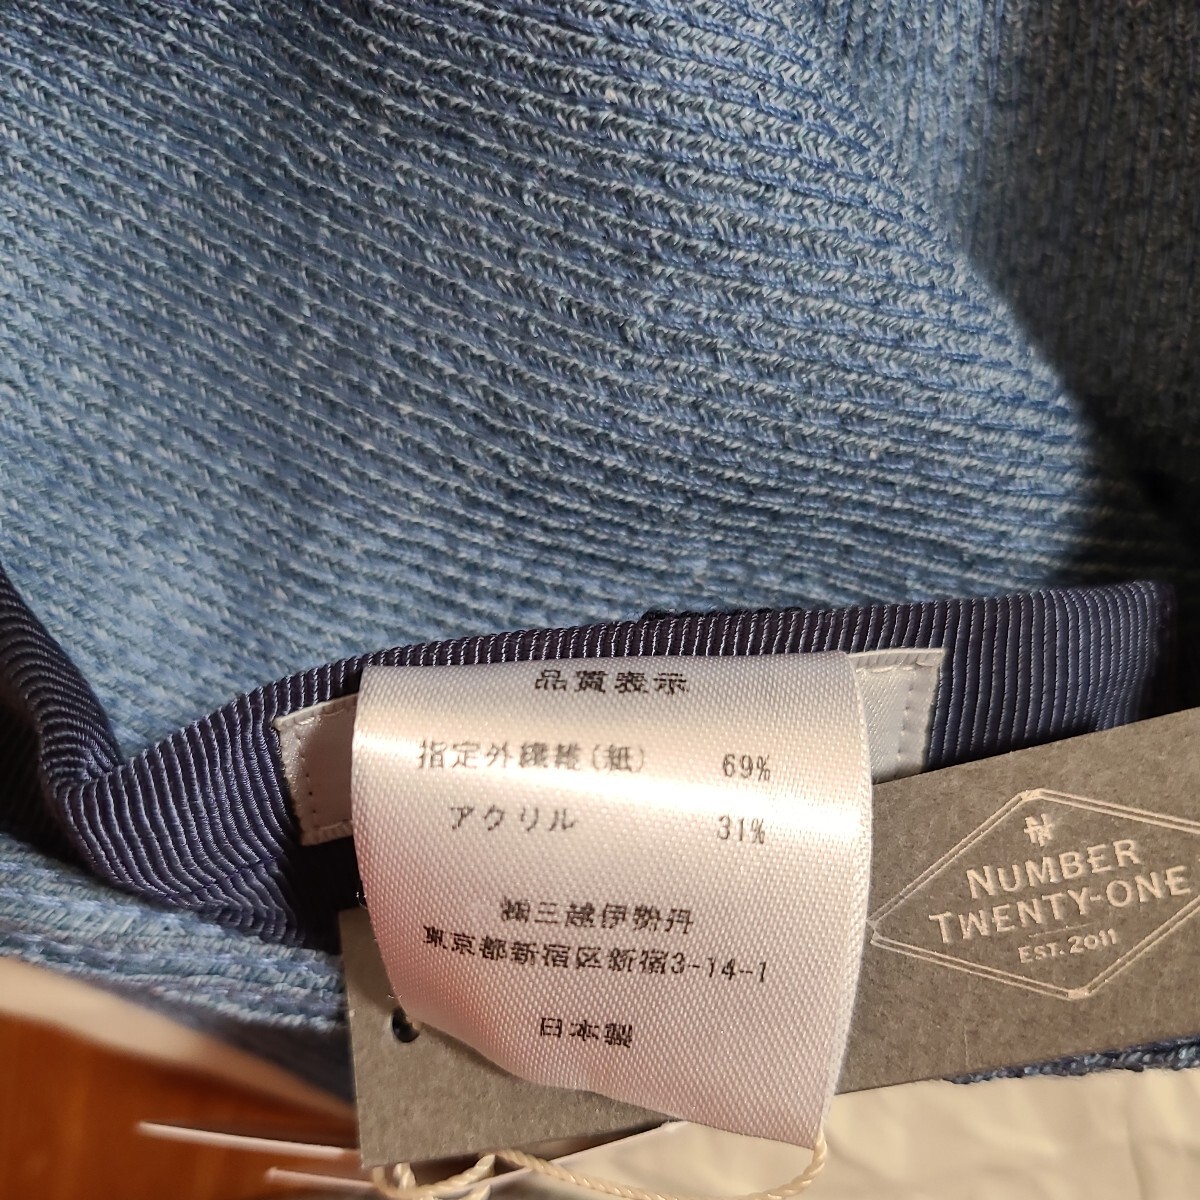 品質表示
指定外繊維(紙) 69%
アクリル 31%
㈱三越伊勢丹
東京都新宿区新宿3-14-1
日本製
N
NUMBER
TWENTY-ONE
EST. 2011